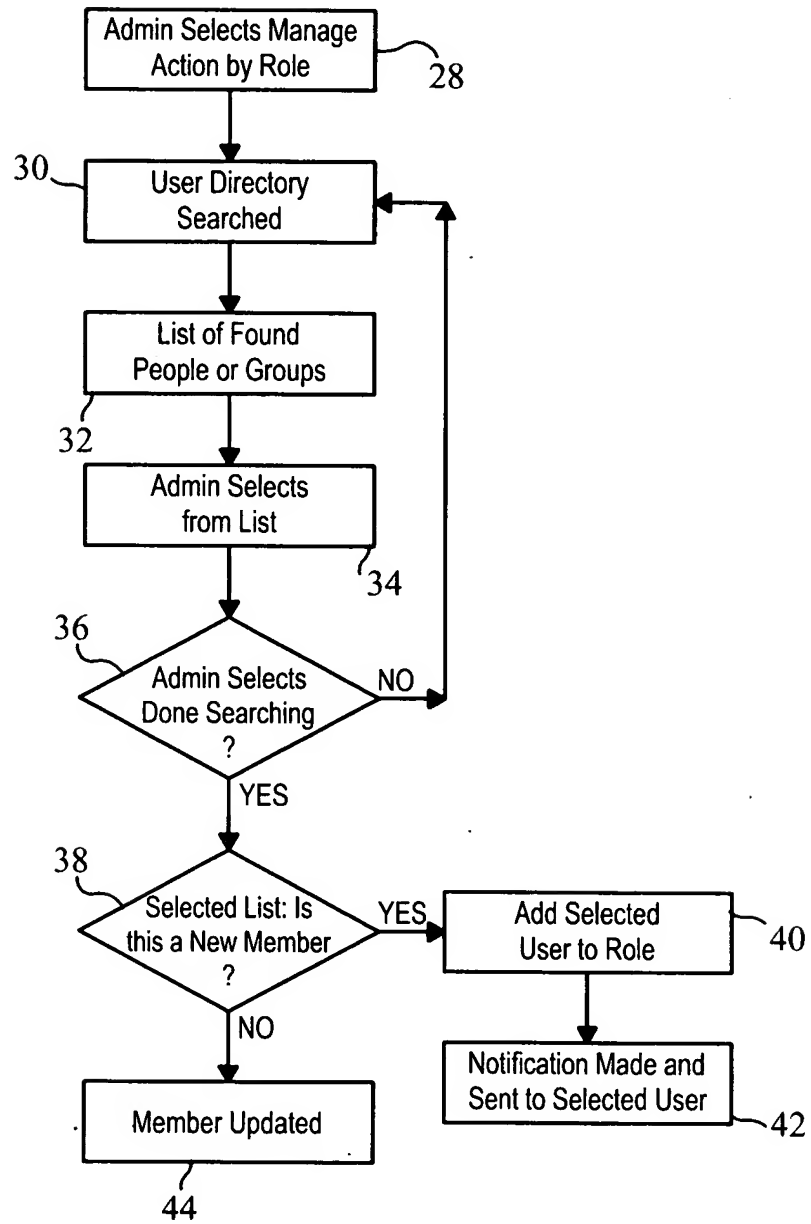 Admin Selects Manage
Action by Role
28
30
User Directory
Searched
List of Found
People or Groups
32
Admin Selects
from List
34
36
Admin Selects
Done Searching
?
NO
YES
38
Selected List: Is
this a New Member
?
YES
Add Selected
User to Role
40
NO
Notification Made and
Sent to Selected User
42
Member Updated
44